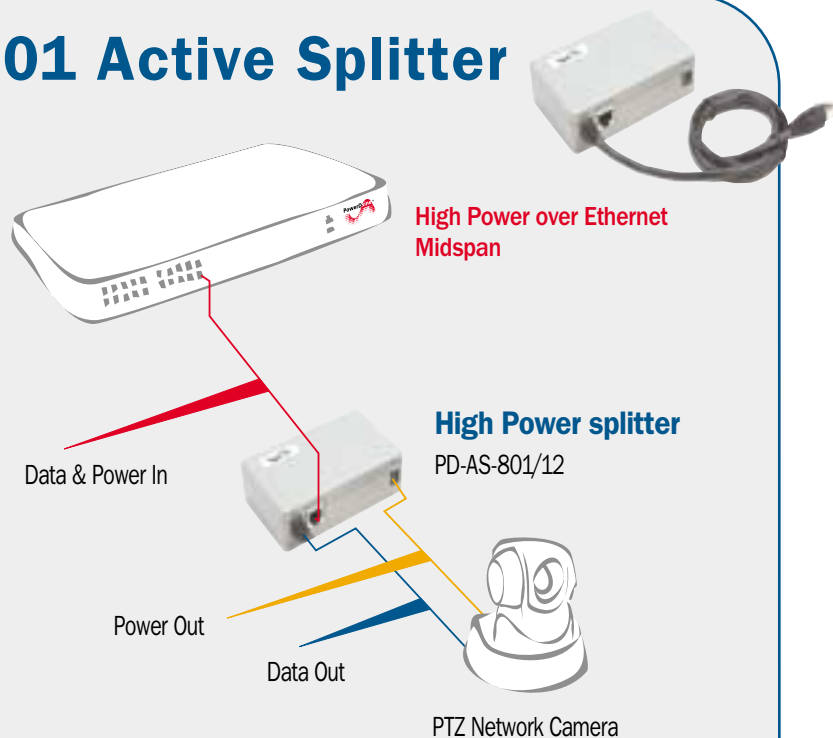 01 Active Splitter
High Power over Ethernet
Midspan
High Power splitter
PD-AS-801/12
Data & Power In
Power Out
Data Out
PTZ Network Camera